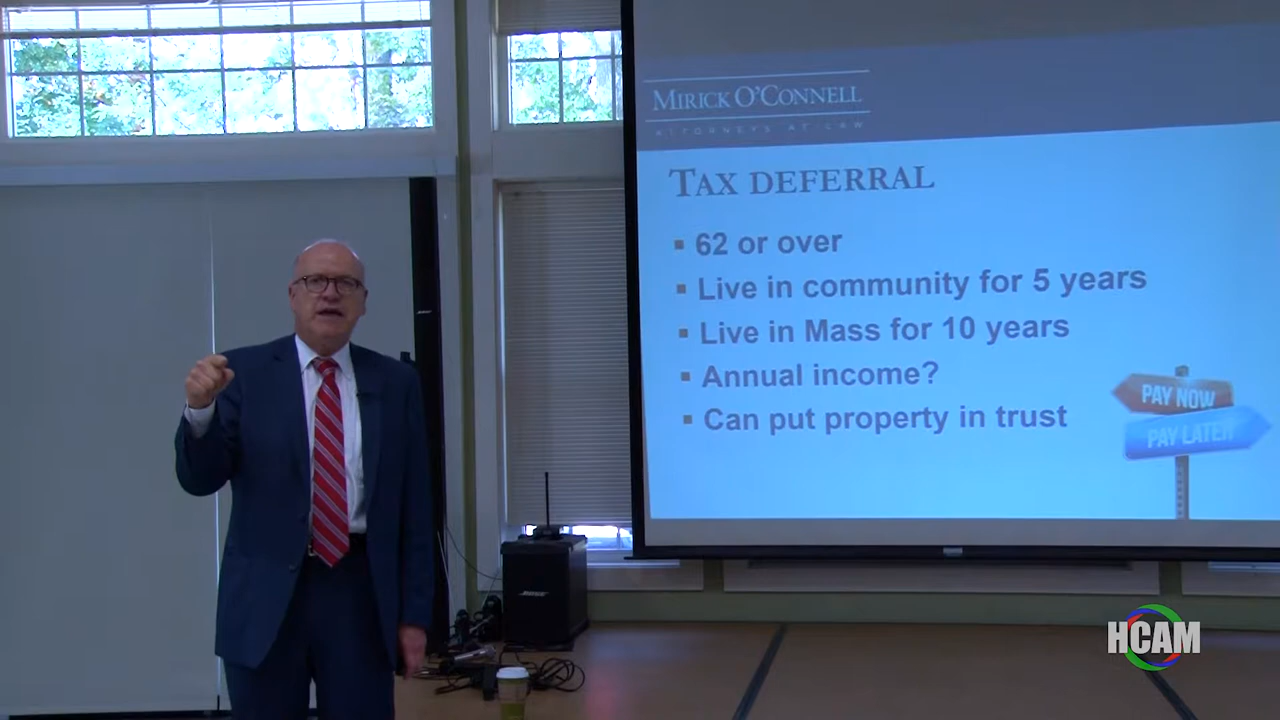 MIRICK O'CONNELL
ATTORNEYS AT LAW
TAX DEFERRAL
62 or over
Live in community for 5 years
Live in Mass for 10 years
Annual income?
Can put property in trust
PAY NOW
PAY LATER
BOSE
HCAM